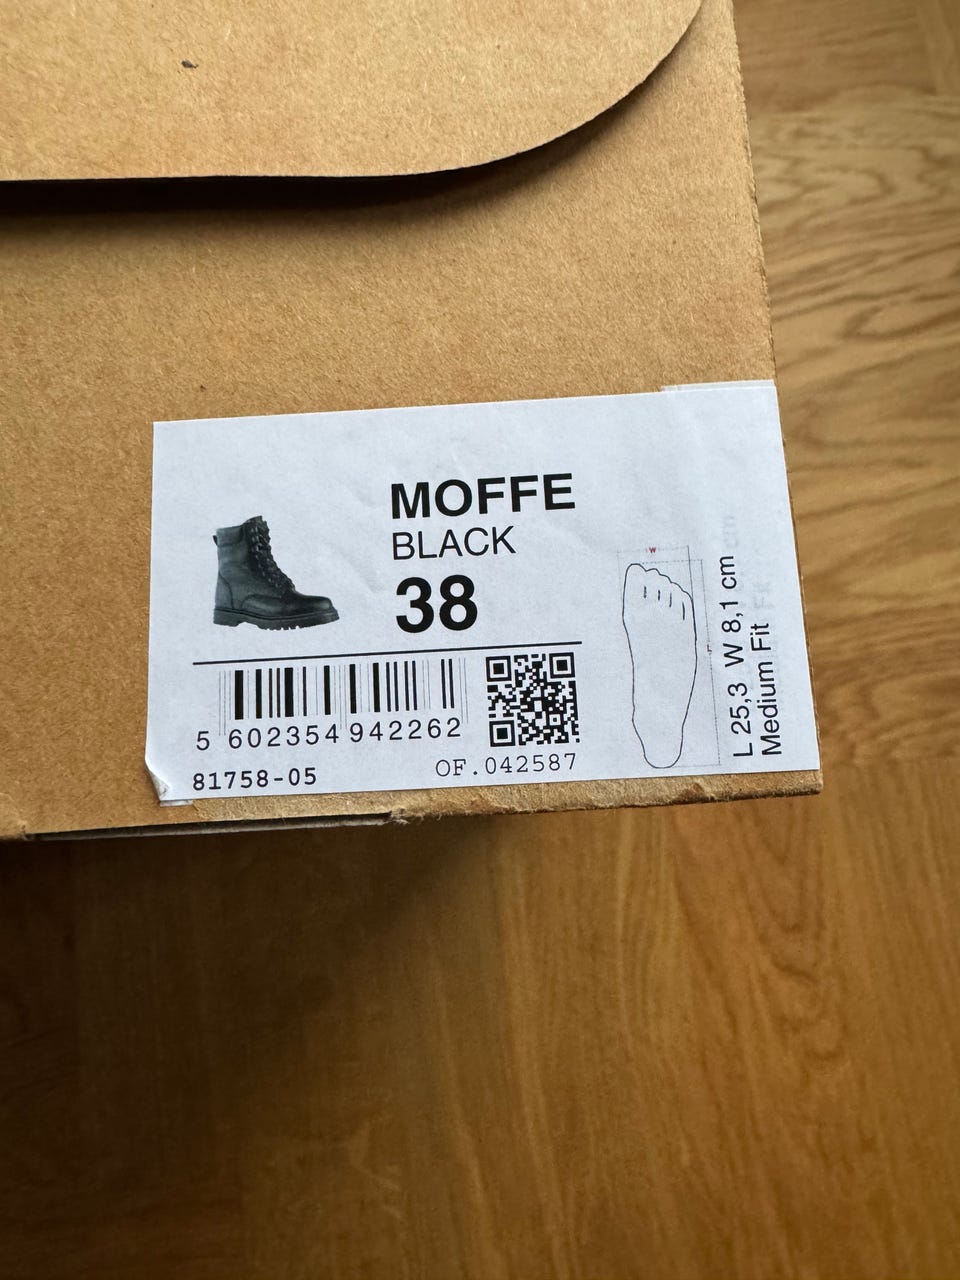 MOFFE
BLACK
38
5 602354 942262
81758-05
OF.042587
W
L 25,3 W 8,1 cm
Medium Fit